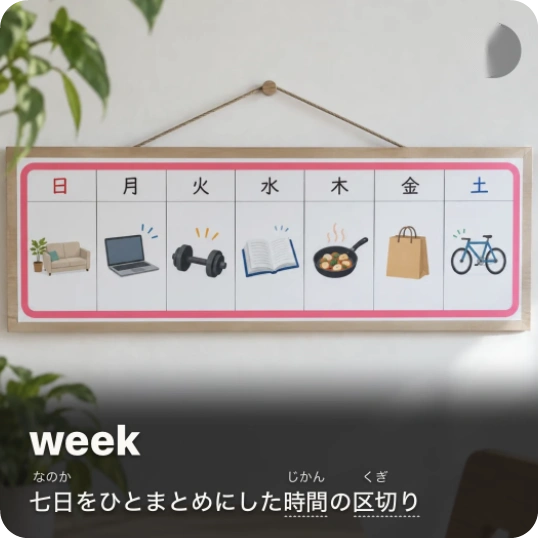 日 月 火 水 木 金 土
week
なのか じかん くぎ
七日をひとまとめにした時間の区切り